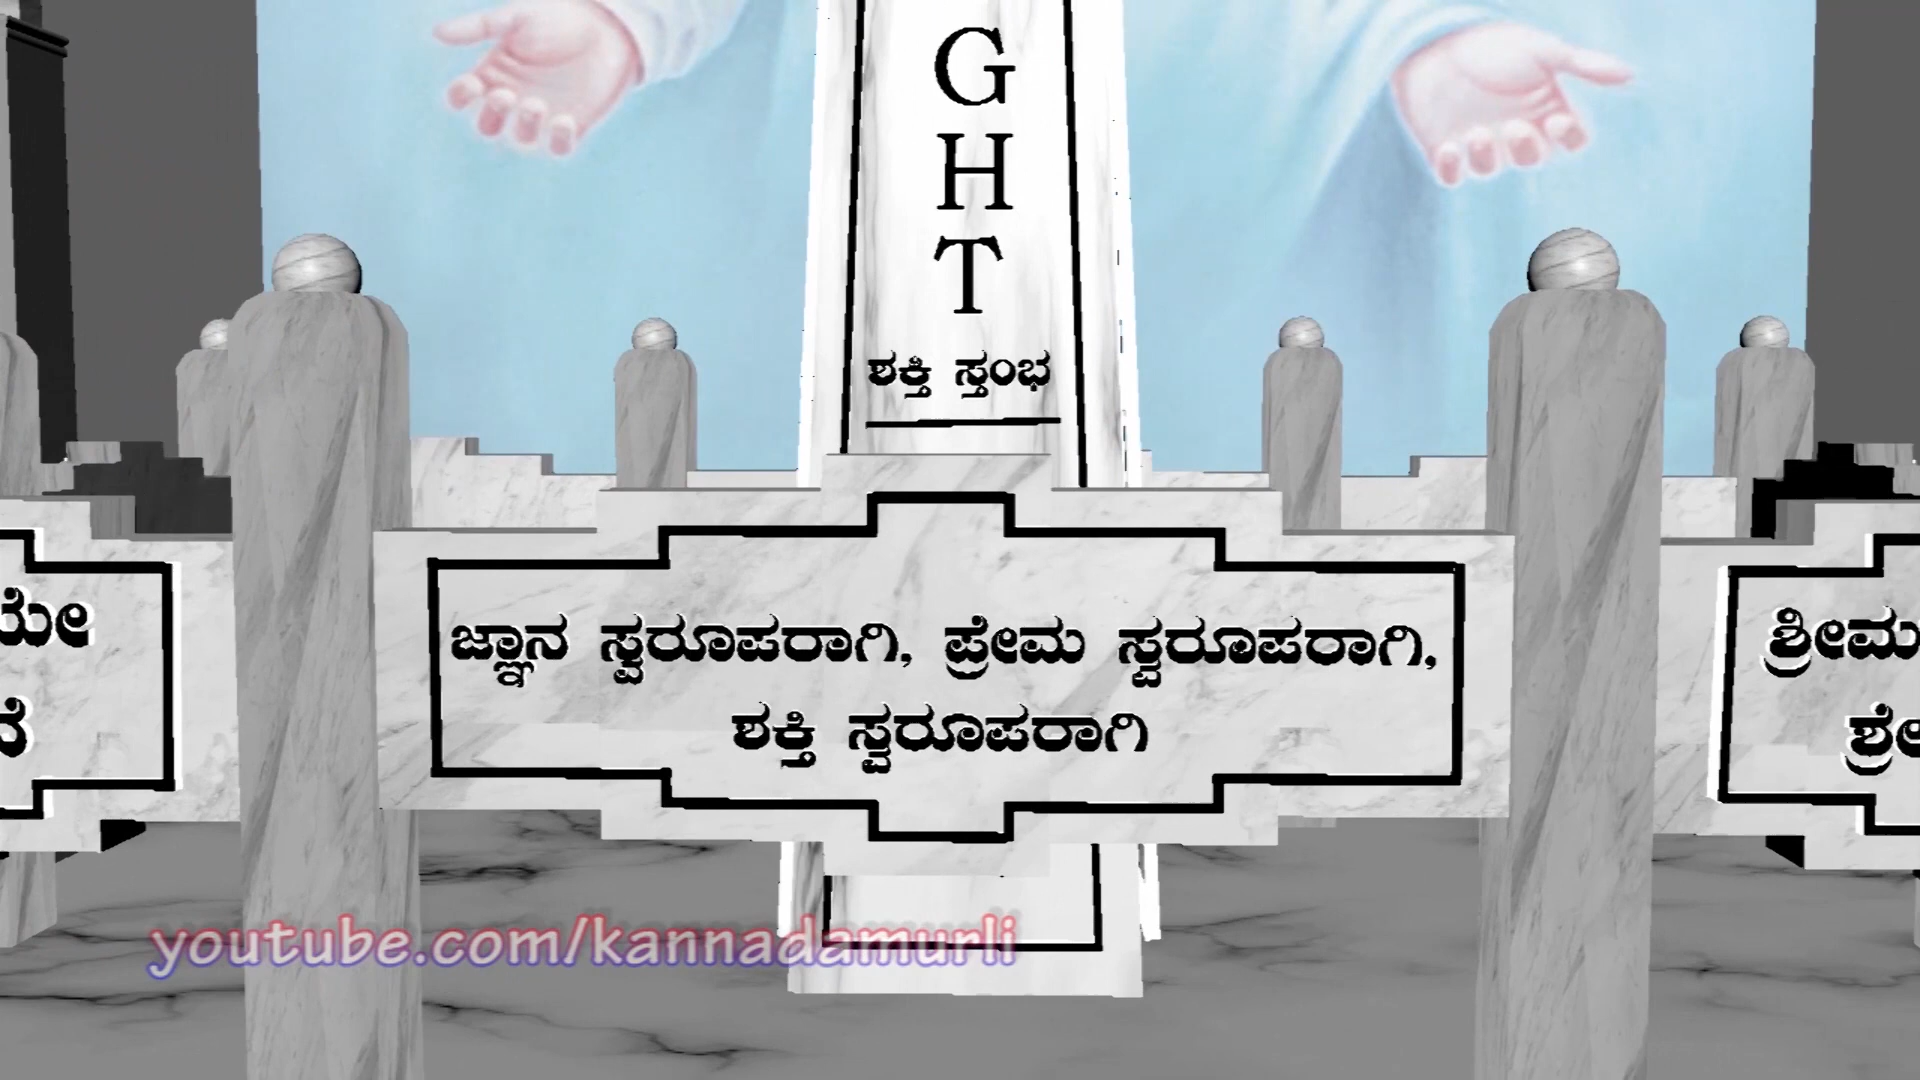 G
H
T
ಶಕ್ತಿ ಸ್ತಂಭ
ಜ್ಞಾನ ಸ್ವರೂಪರಾಗಿ, ಪ್ರೇಮ ಸ್ವರೂಪರಾಗಿ,
ಶಕ್ತಿ ಸ್ವರೂಪರಾಗಿ
youtube.com/kannadamurli